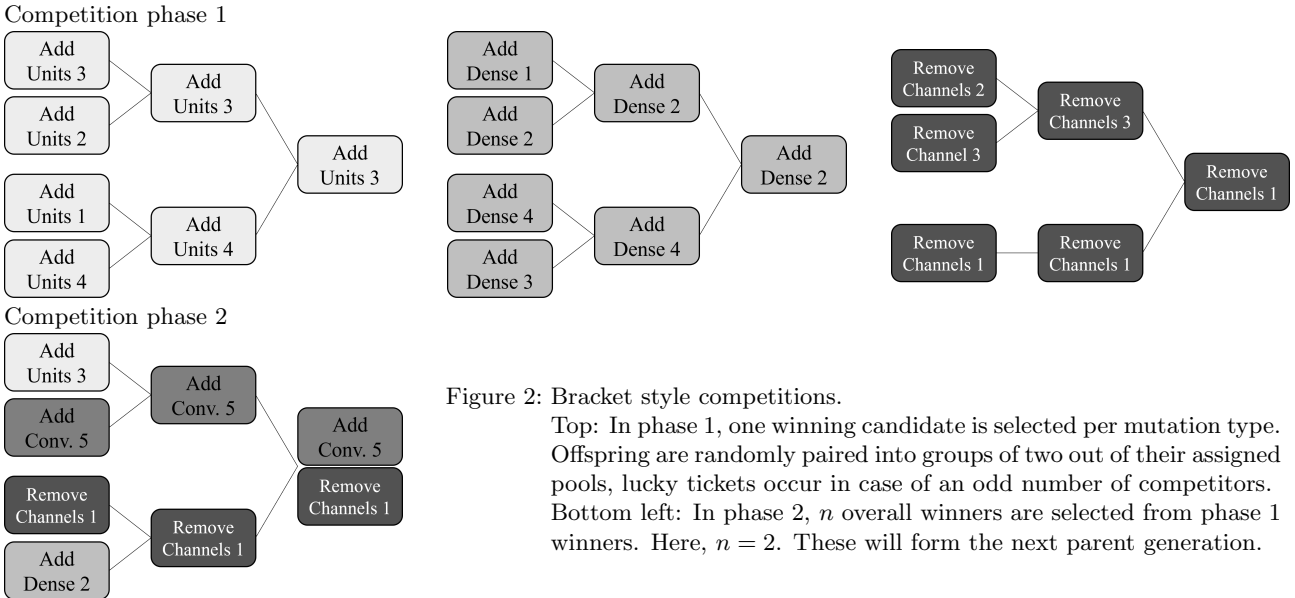 Competition phase 1
Add
Units 3
Add
Units 2
Add
Units 1
Add
Units 4
Add
Units 3
Add
Units 4
Add
Units 3
Add
Dense 1
Add
Dense 2
Add
Dense 4
Add
Dense 3
Add
Dense 2
Add
Dense 4
Add
Dense 2
Remove
Channels 2
Remove
Channel 3
Remove
Channels 1
Remove
Channels 3
Remove
Channels 1
Remove
Channels 1
Competition phase 2
Add
Units 3
Add
Conv. 5
Remove
Channels 1
Add
Dense 2
Add
Conv. 5
Remove
Channels 1
Add
Conv. 5
Remove
Channels 1
Figure 2: Bracket style competitions.
Top: In phase 1, one winning candidate is selected per mutation type.
Offspring are randomly paired into groups of two out of their assigned
pools, lucky tickets occur in case of an odd number of competitors.
Bottom left: In phase 2, n overall winners are selected from phase 1
winners. Here, n = 2. These will form the next parent generation.